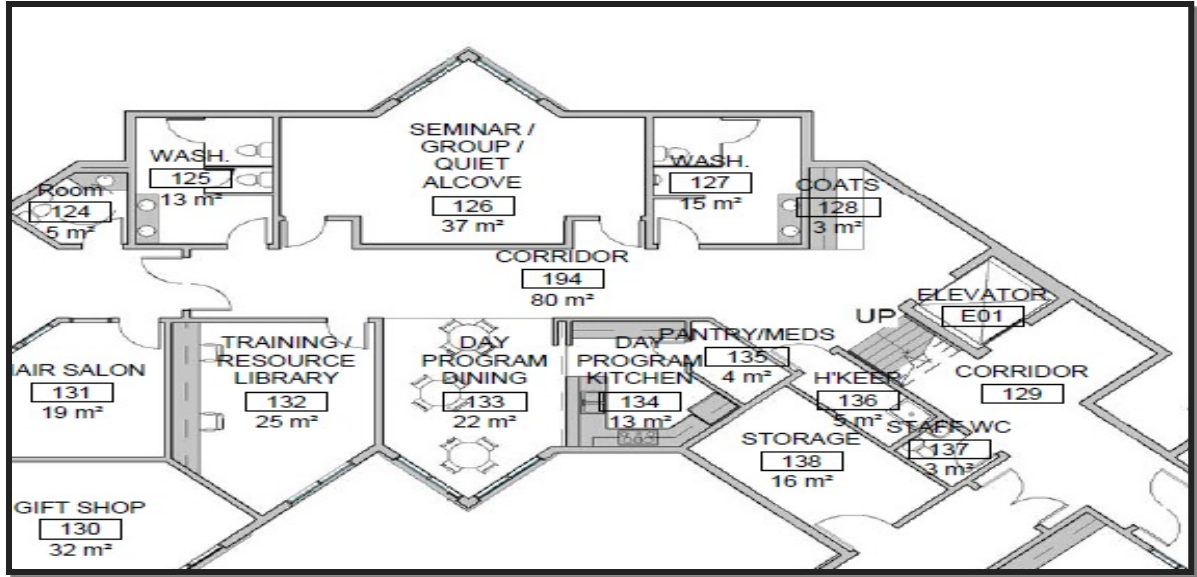 SEMINAR /
GROUP /
QUIET
ALCOVE
126
37 m²
WASH.
125
13 m²
WASH.
127
15 m²
Room
124
5 m²
COATS
128
3 m²
CORRIDOR
194
80 m²
ELEVATOR
E01
UP
HAIR SALON
131
19 m²
TRAINING /
RESOURCE
LIBRARY
132
25 m²
DAY
PROGRAM
DINING
133
22 m²
DAY
PROGRAM
KITCHEN
134
13 m²
PANTRY/MEDS
135
4 m²
H'KEEP
136
5 m²
CORRIDOR
129
STAFF WC
137
3 m²
STORAGE
138
16 m²
GIFT SHOP
130
32 m²